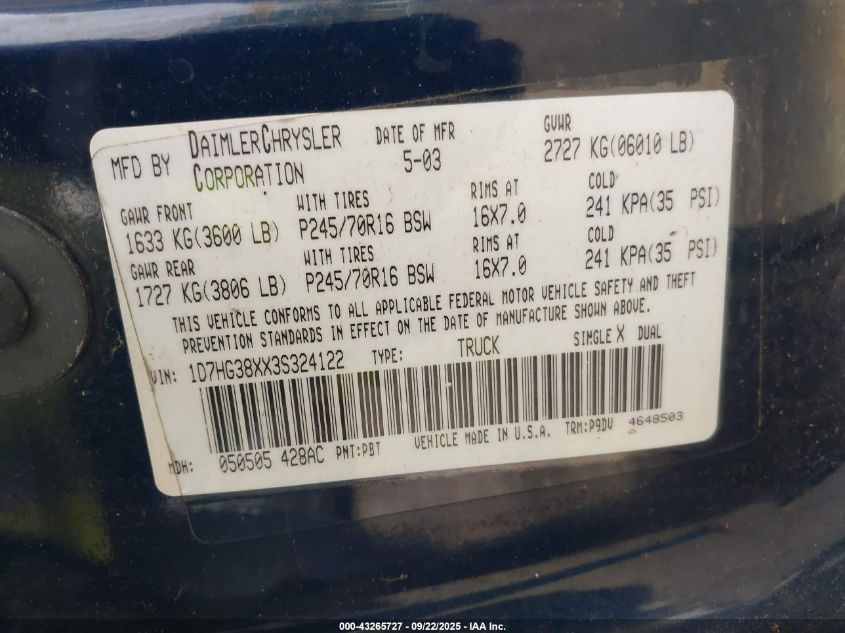 MFD BY DAIMLERCHRYSLER CORPORATION DATE OF MFR 5-03 GVWR 2727 KG(06010 LB)
GAWR FRONT WITH TIRES RIMS AT COLD
1633 KG(3600 LB) P245/70R16 BSW 16X7.0 241 KPA(35 PSI)
GAWR REAR WITH TIRES RIMS AT COLD
1727 KG(3806 LB) P245/70R16 BSW 16X7.0 241 KPA(35 PSI)
THIS VEHICLE CONFORMS TO ALL APPLICABLE FEDERAL MOTOR VEHICLE SAFETY AND THEFT
PREVENTION STANDARDS IN EFFECT ON THE DATE OF MANUFACTURE SHOWN ABOVE.
VIN: 1D7HG38XX3S324122 TYPE: TRUCK SINGLE X DUAL
MDH: 050505 428AC PNT:PBT VEHICLE MADE IN U.S.A. TRM:P9DV 4648503
000-43265727 - 09/22/2025 - IAA Inc.